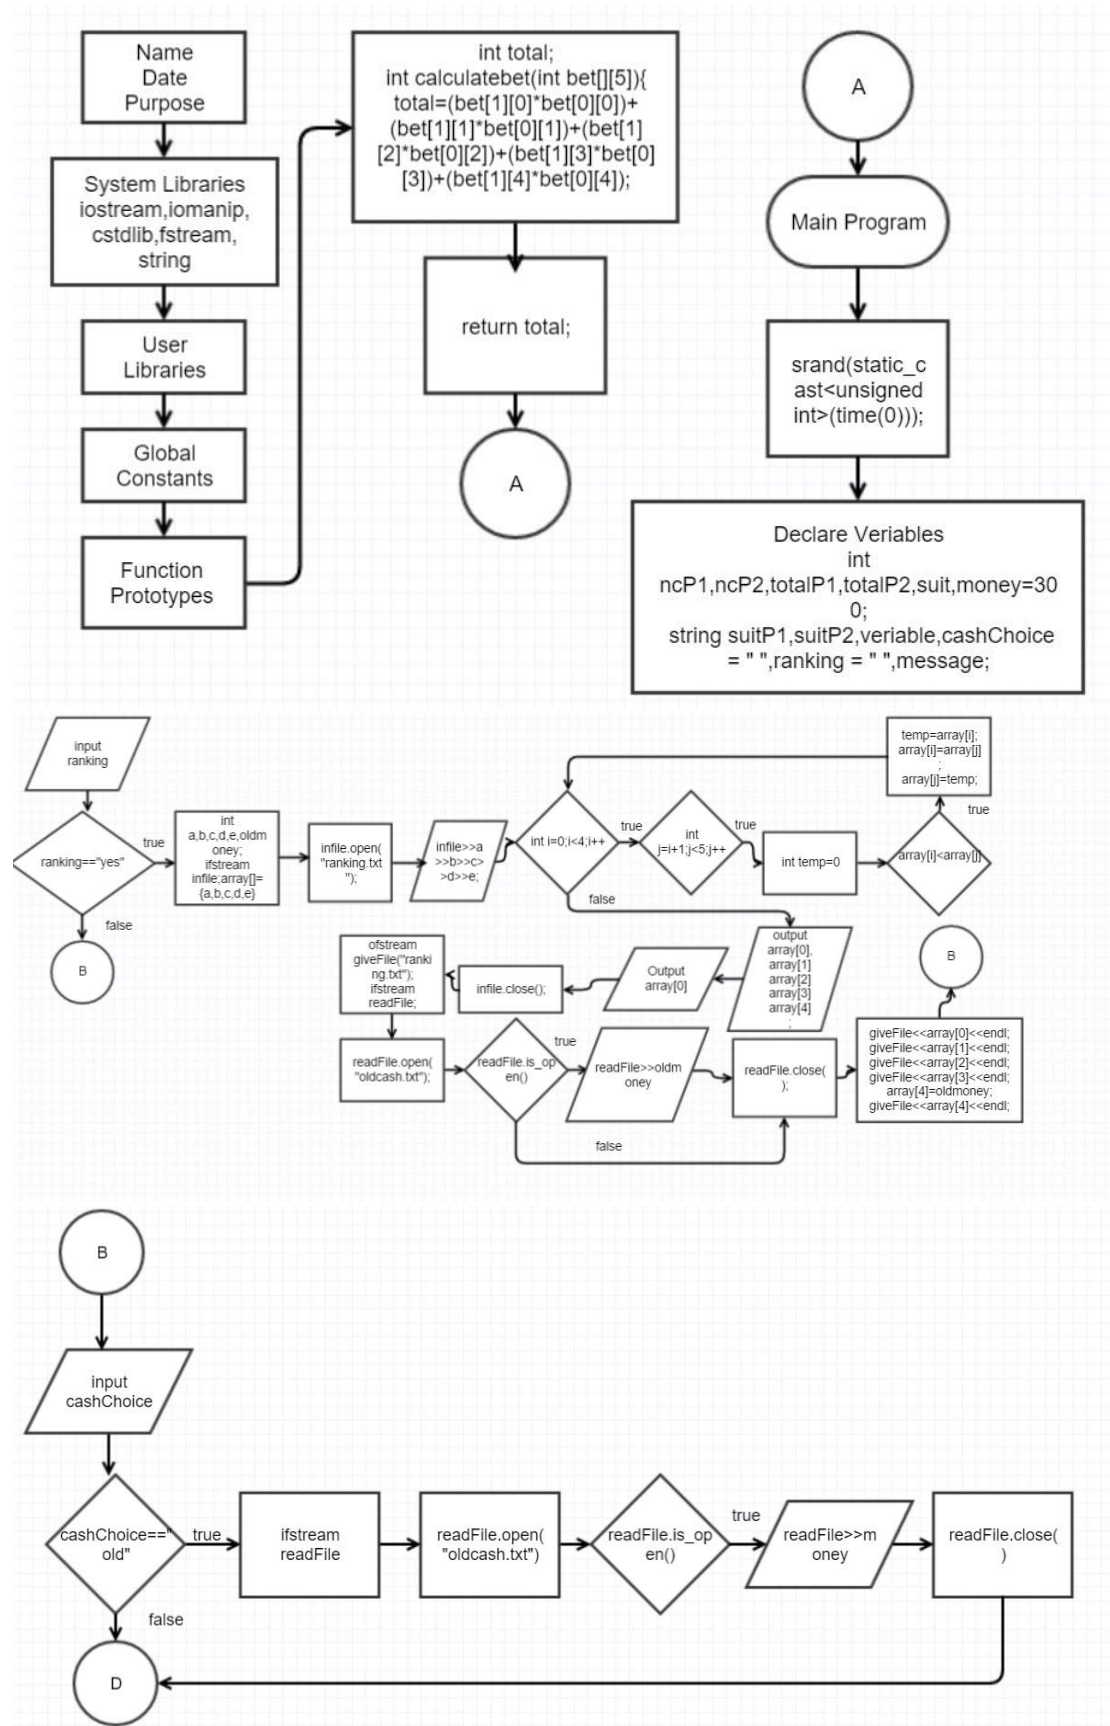 Name
Date
Purpose
System Libraries
iostream,iomanip,
cstdlib,fstream,
string
User
Libraries
Global
Constants
Function
Prototypes
int total;
int calculatebet(int bet[][5]){
total=(bet[1][0]*bet[0][0])+
(bet[1][1]*bet[0][1])+(bet[1]
[2]*bet[0][2])+(bet[1][3]*bet[0]
[3])+(bet[1][4]*bet[0][4]);
return total;
A
A
Main Program
srand(static_c
ast<unsigned
int>(time(0)));
Declare Veriables
int
ncP1,ncP2,totalP1,totalP2,suit,money=30
0;
string suitP1,suitP2,veriable,cashChoice
= " ",ranking = " ",message;
input
ranking
ranking=="yes"
true
false
B
int
a,b,c,d,e,oldm
oney;
ifstream
infile;array[]=
{a,b,c,d,e}
infile.open(
"ranking.txt
");
infile>>a
>>b>>c>
>d>>e;
int i=0;i<4;i++
true
false
int
j=i+1;j<5;j++
true
int temp=0
array[i]<array[j]
true
temp=array[i];
array[i]=array[j]
;
array[j]=temp;
output
array[0],
array[1]
array[2]
array[3]
array[4]
;
Output
array[0]
infile.close();
ofstream
giveFile("ranki
ng.txt");
ifstream
readFile;
readFile.open(
"oldcash.txt");
readFile.is_op
en()
true
false
readFile>>oldm
oney
readFile.close(
);
giveFile<<array[0]<<endl;
giveFile<<array[1]<<endl;
giveFile<<array[2]<<endl;
giveFile<<array[3]<<endl;
array[4]=oldmoney;
giveFile<<array[4]<<endl;
B
B
input
cashChoice
cashChoice=="
old"
true
false
ifstream
readFile
readFile.open(
"oldcash.txt")
readFile.is_op
en()
true
readFile>>m
oney
readFile.close(
)
D